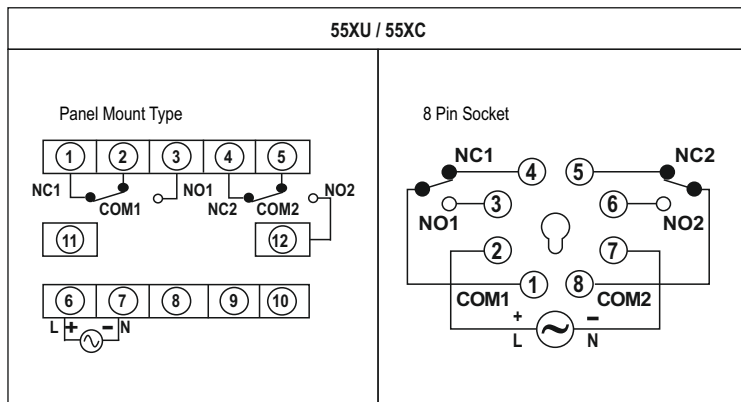 55XU / 55XC
Panel Mount Type
1 2 3 4 5
NC1 COM1 NO1 NC2 COM2 NO2
11 12
6 7 8 9 10
L + - N
8 Pin Socket
NC1 4 5 NC2
NO1 3 6 NO2
2 7
COM1 1 8 COM2
+ -
L N